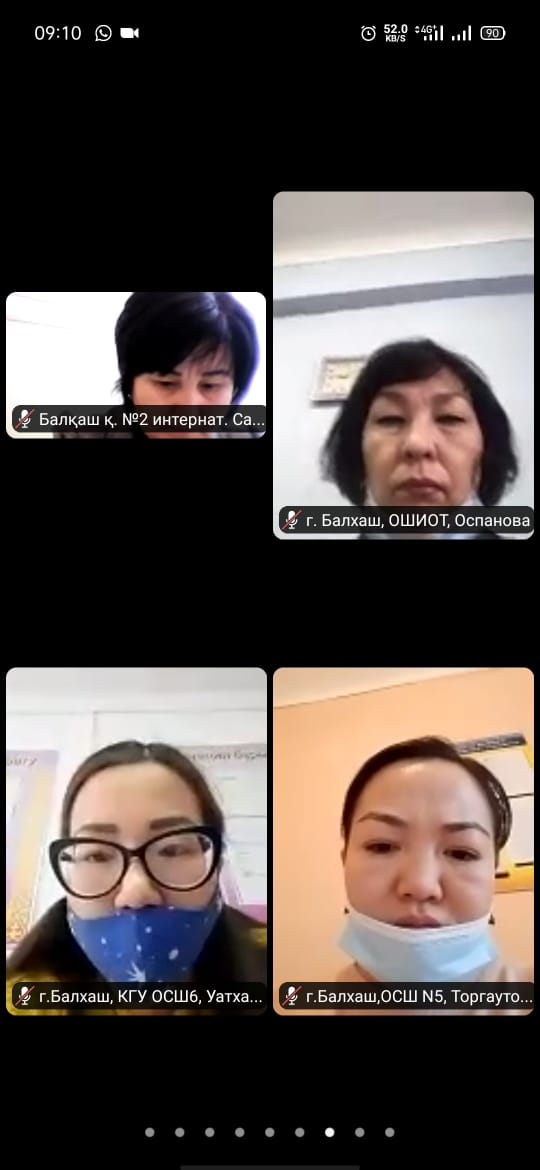 09:10
52.0
KB/S
4G+
90
Балқаш қ. №2 интернат. Са...
г. Балхаш, ОШИОТ, Оспанова
г.Балхаш, КГУ ОСШ6, Уатха...
г.Балхаш,ОСШ N5, Торгауто...